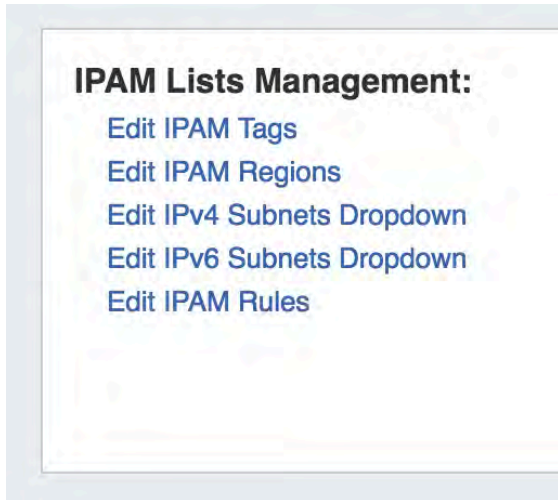 IPAM Lists Management:
Edit IPAM Tags
Edit IPAM Regions
Edit IPv4 Subnets Dropdown
Edit IPv6 Subnets Dropdown
Edit IPAM Rules